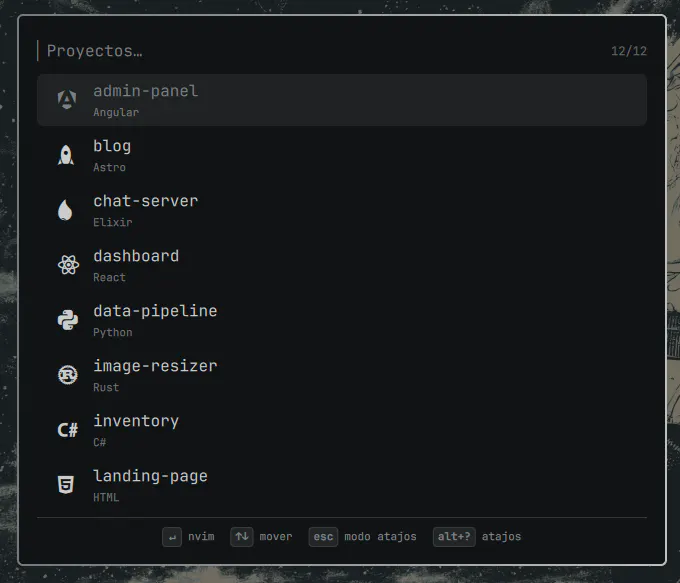 Proyectos… 12/12
admin-panel
Angular
blog
Astro
chat-server
Elixir
dashboard
React
data-pipeline
Python
image-resizer
Rust
C# inventory
C#
landing-page
HTML
↵ nvim ↑↓ mover esc modo atajos alt+? atajos